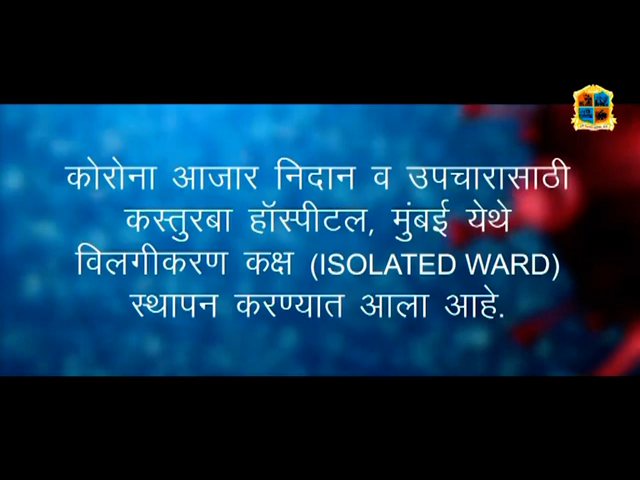 कोरोना आजार निदान व उपचारासाठी
कस्तुरबा हॉस्पीटल, मुंबई येथे
विलगीकरण कक्ष (ISOLATED WARD)
स्थापन करण्यात आला आहे.